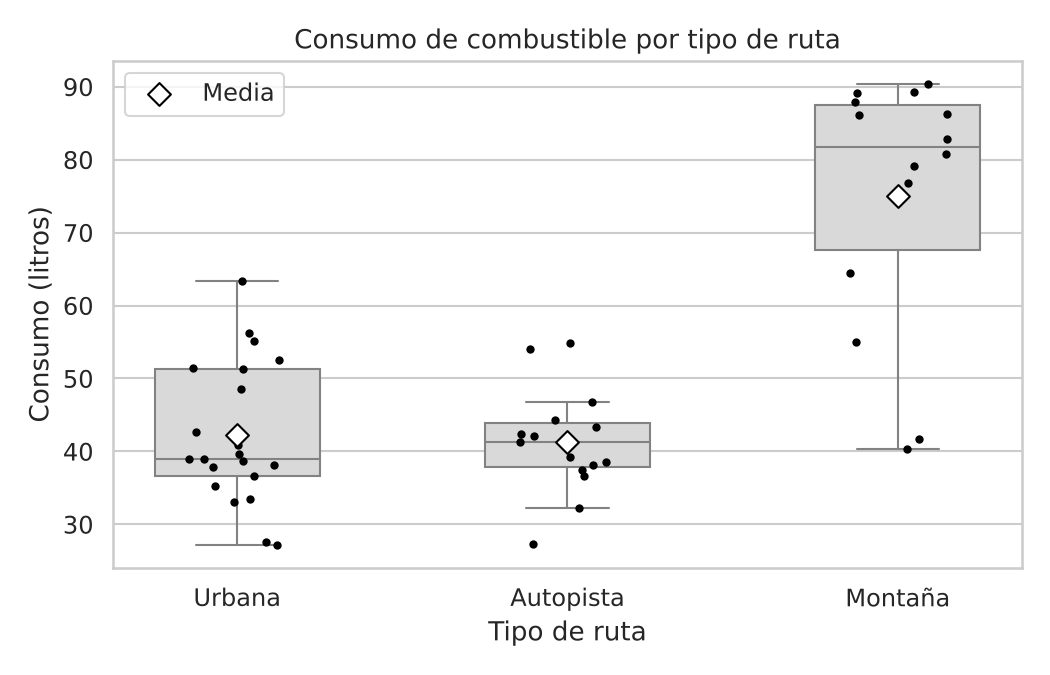 Consumo de combustible por tipo de ruta
Media
Consumo (litros)
90
80
70
60
50
40
30
Urbana
Autopista
Montaña
Tipo de ruta